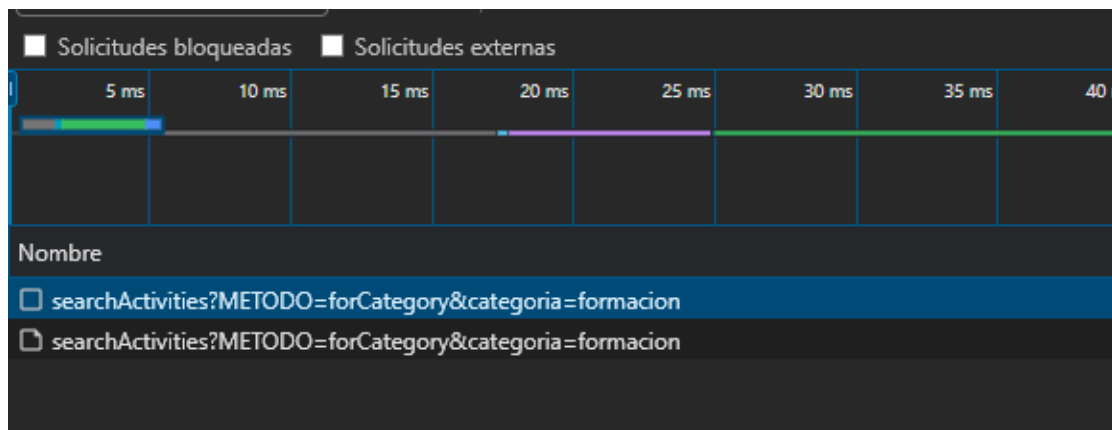 Solicitudes bloqueadas Solicitudes externas
5 ms 10 ms 15 ms 20 ms 25 ms 30 ms 35 ms 40
Nombre
searchActivities?METODO=forCategory&categoria=formacion
searchActivities?METODO=forCategory&categoria=formacion